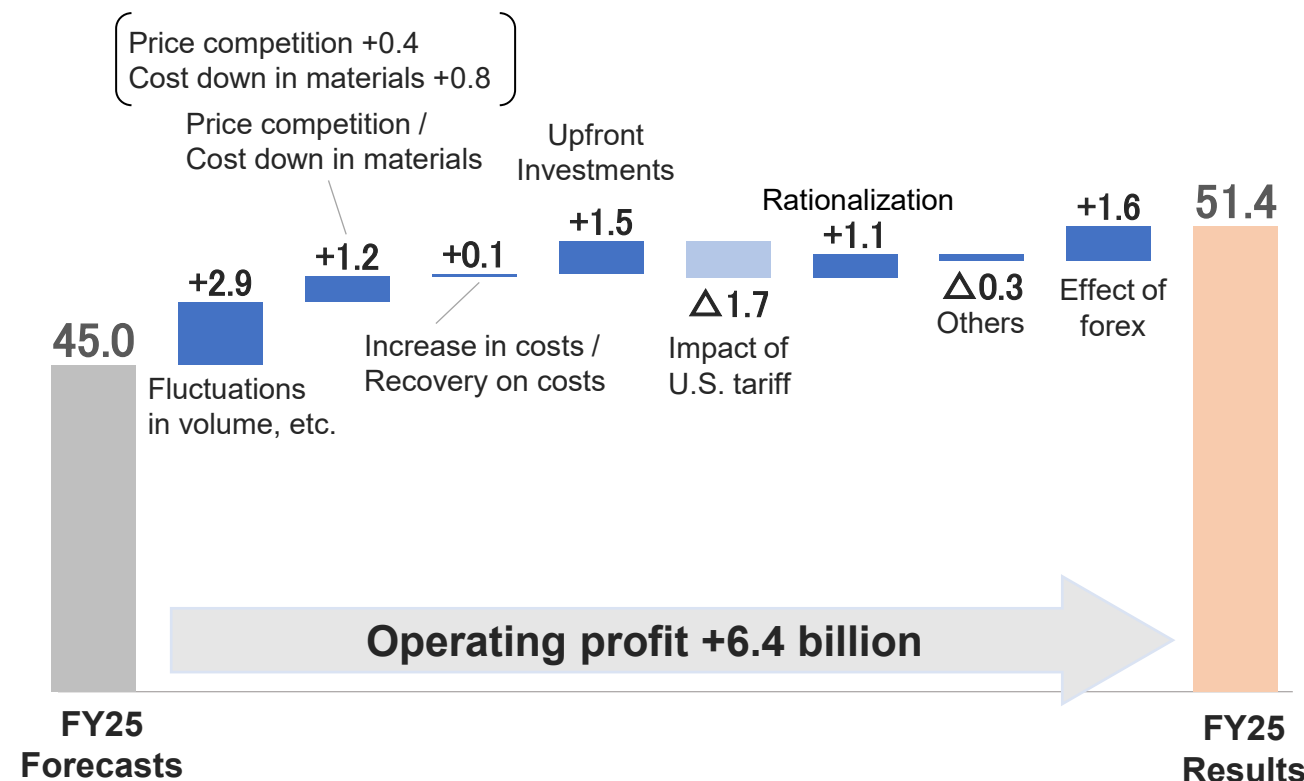 Price competition +0.4
Cost down in materials +0.8
Price competition /
Cost down in materials
Upfront
Investments
Rationalization
+2.9
+1.2
+0.1
+1.5
△1.7
+1.1
△0.3
+1.6
51.4
45.0
Fluctuations
in volume, etc.
Increase in costs /
Recovery on costs
Impact of
U.S. tariff
Others
Effect of
forex
Operating profit +6.4 billion
FY25
Forecasts
FY25
Results